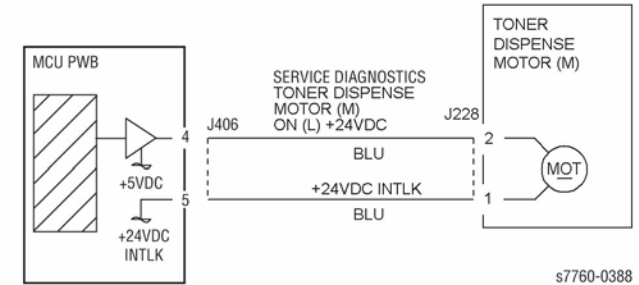 TONER
DISPENSE
MOTOR (M)
MCU PWB
SERVICE DIAGNOSTICS
TONER DISPENSE
MOTOR (M)
ON (L) +24VDC
J406
J228
4
2
BLU
MOT
+5VDC
+24VDC INTLK
5
1
BLU
+24VDC
INTLK
s7760-0388